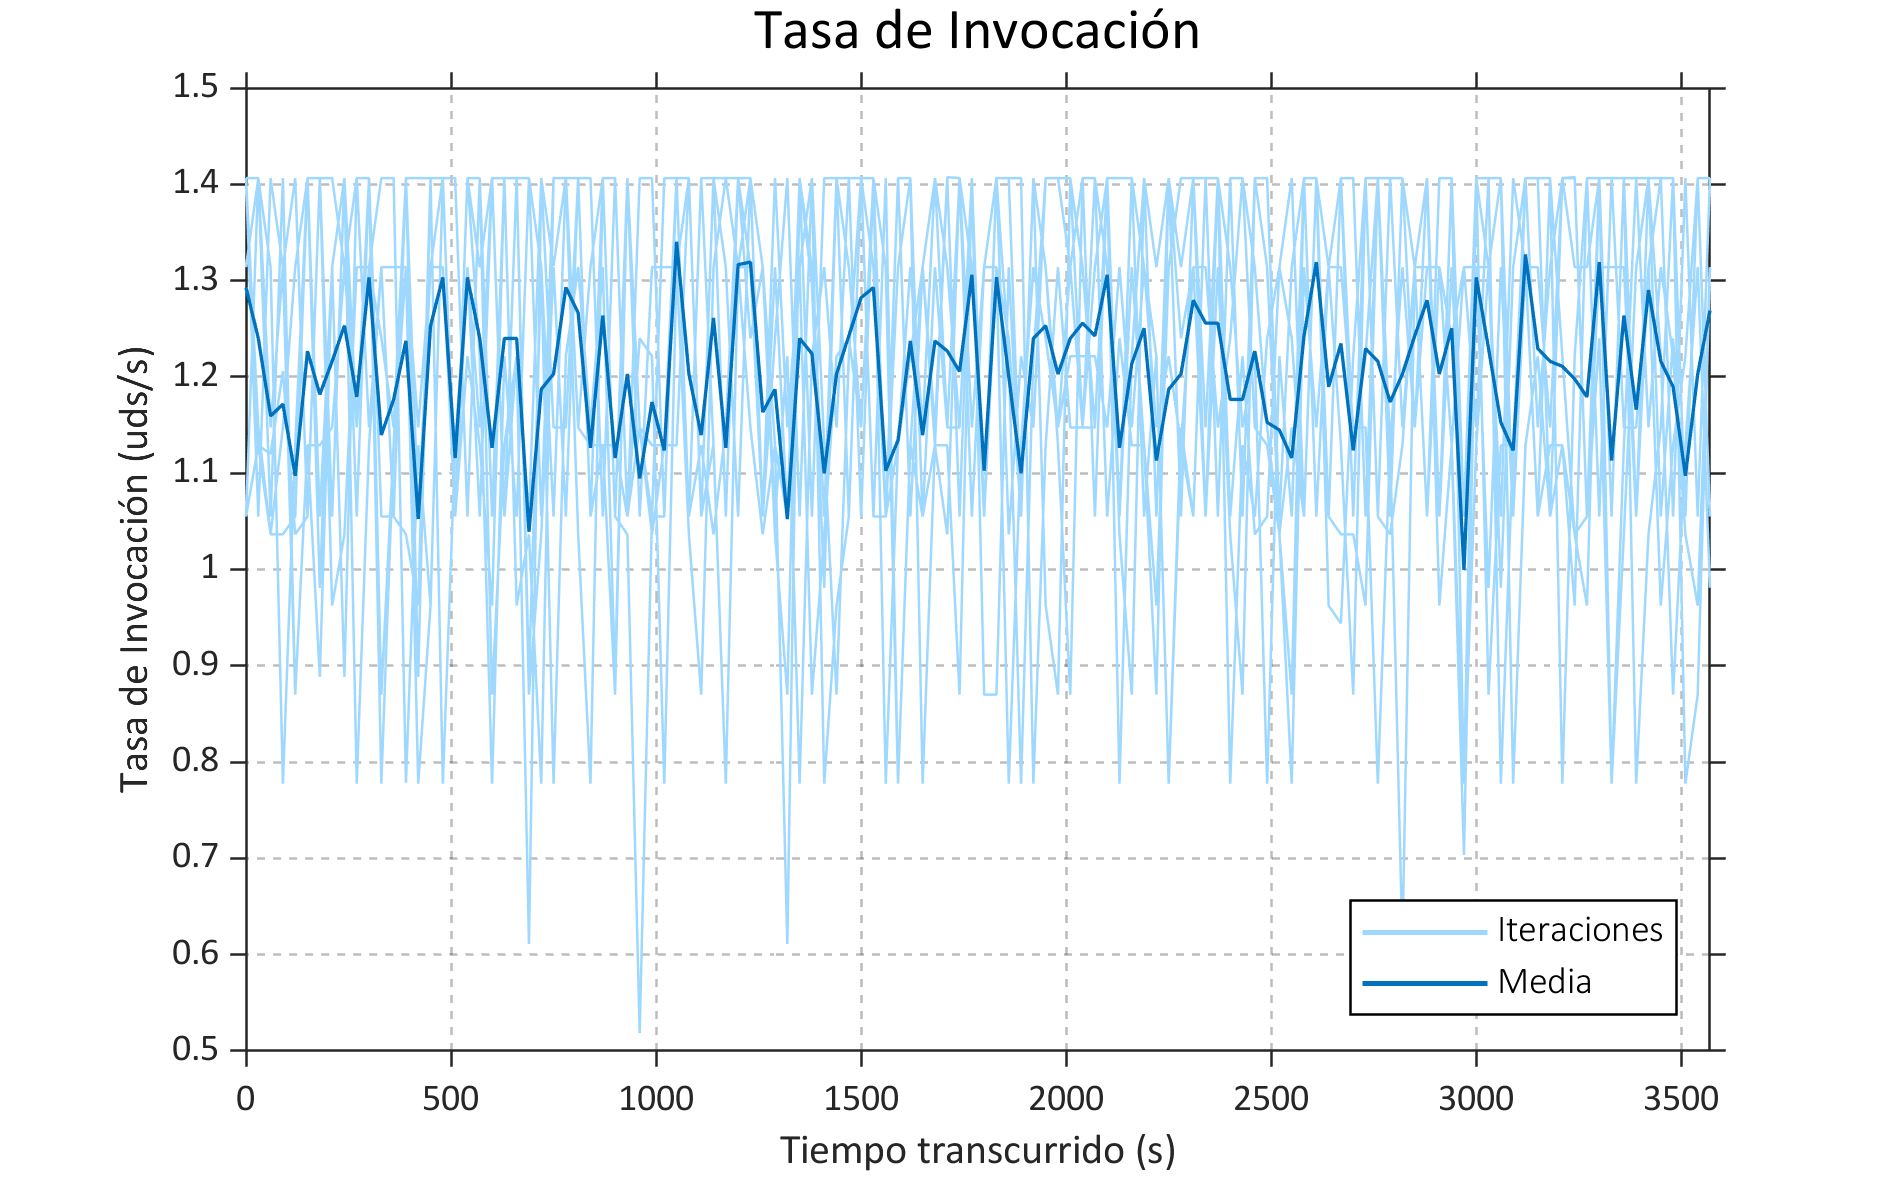 Tasa de Invocación
Tasa de Invocación (uds/s)
1.5
1.4
1.3
1.2
1.1
1
0.9
0.8
0.7
0.6
0.5
0 500 1000 1500 2000 2500 3000 3500
Tiempo transcurrido (s)
Iteraciones
Media